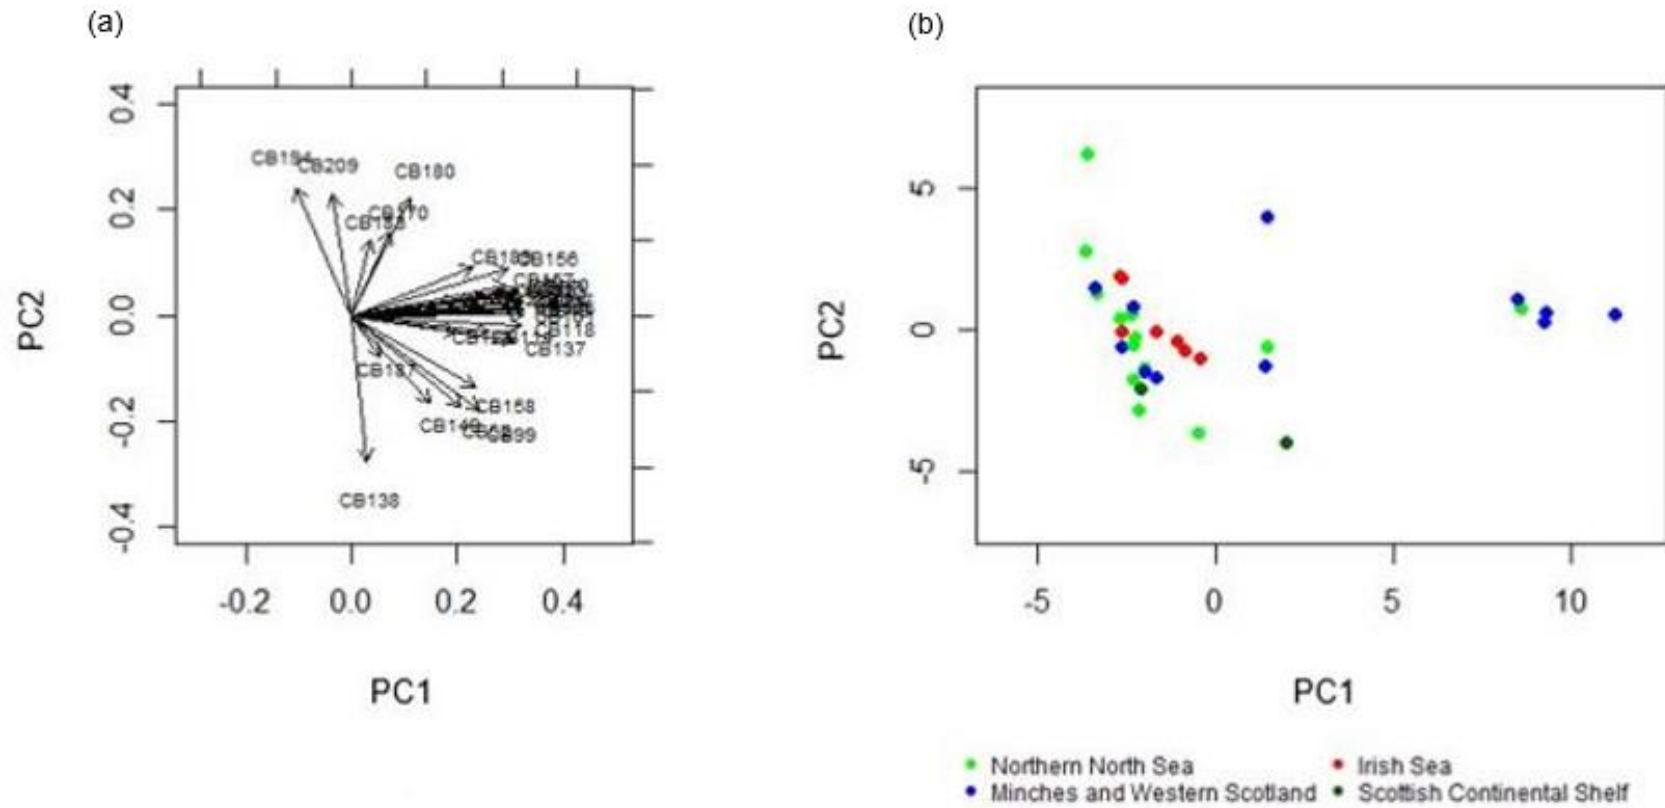 (a)
(b)
PC2
0.4
0.2
0.0
-0.2
-0.4
CB194
CB209
CB180
CB170
CB183
CB156
CB118
CB137
CB187
CB158
CB149
CB99
CB138
-0.2 0.0 0.2 0.4
PC1
PC2
5
0
-5
-5 0 5 10
PC1
Northern North Sea
Irish Sea
Minches and Western Scotland
Scottish Continental Shelf